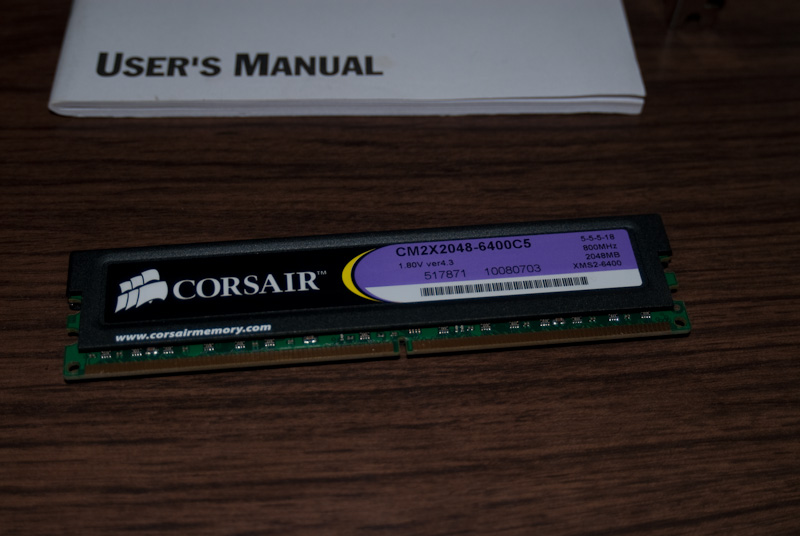 USER'S MANUAL
CORSAIR™
www.corsairmemory.com
CM2X2048-6400C5
1.80V ver4.3
517871 10080703
5-5-5-18
800MHz
2048MB
XMS2-6400